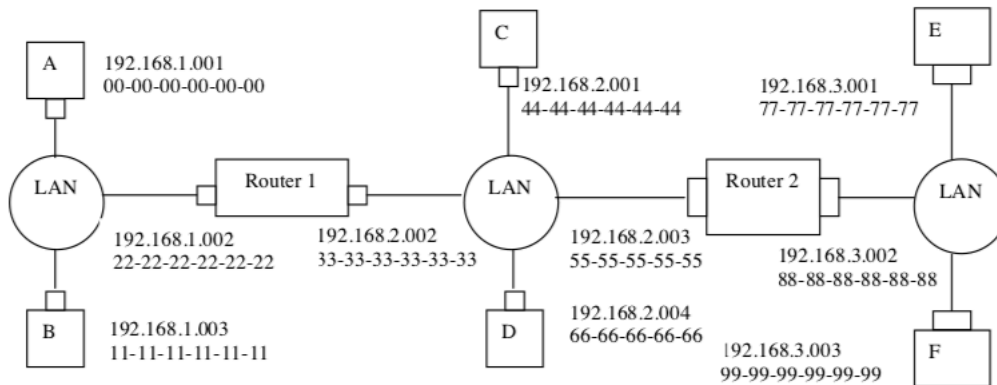 A
192.168.1.001
00-00-00-00-00-00
C
192.168.2.001
44-44-44-44-44-44
E
192.168.3.001
77-77-77-77-77-77
LAN
Router 1
LAN
Router 2
LAN
192.168.1.002
22-22-22-22-22-22
192.168.2.002
33-33-33-33-33-33
192.168.2.003
55-55-55-55-55
192.168.3.002
88-88-88-88-88-88
B
192.168.1.003
11-11-11-11-11-11
D
192.168.2.004
66-66-66-66-66
192.168.3.003
99-99-99-99-99-99
F